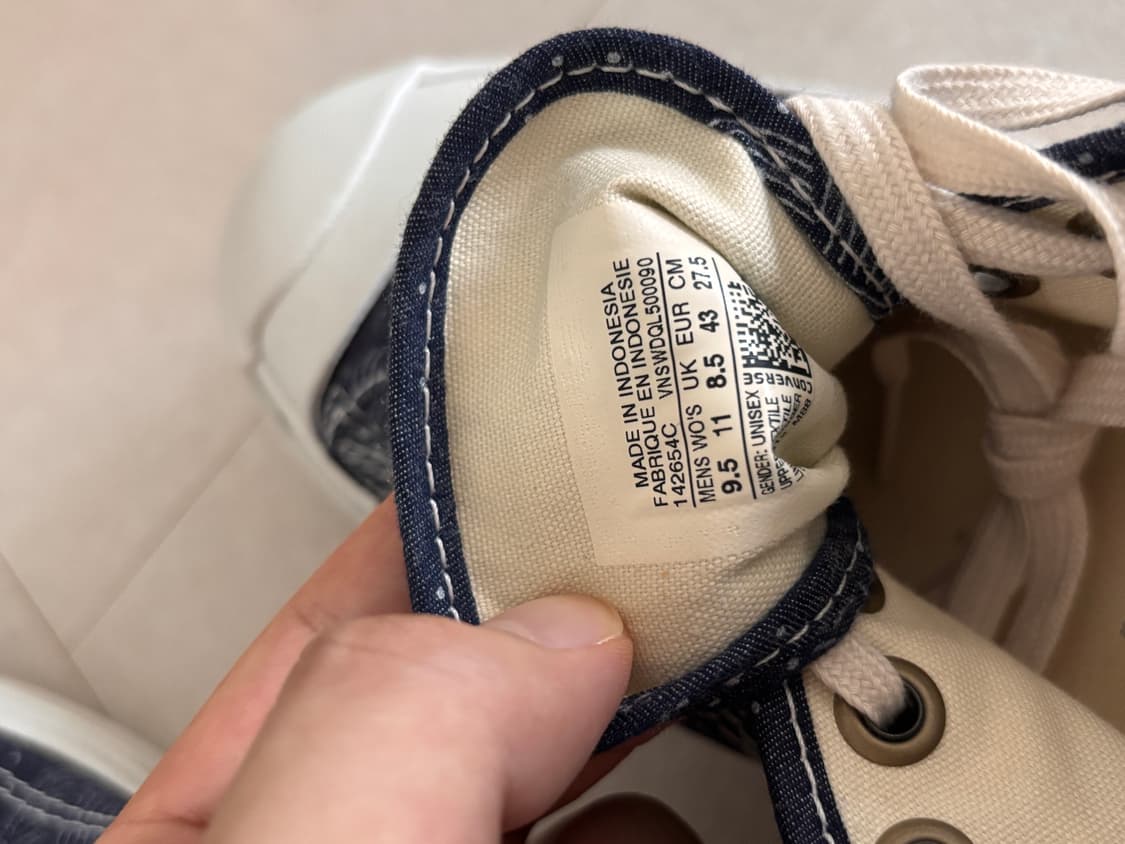 MADE IN INDONESIA
FABRIQUE EN INDONESIE
142654C VNSWDQL500090
MENS WO'S UK EUR CM
9.5 11 8.5 43 27.5
GENDER: UNISEX
CONVERSE